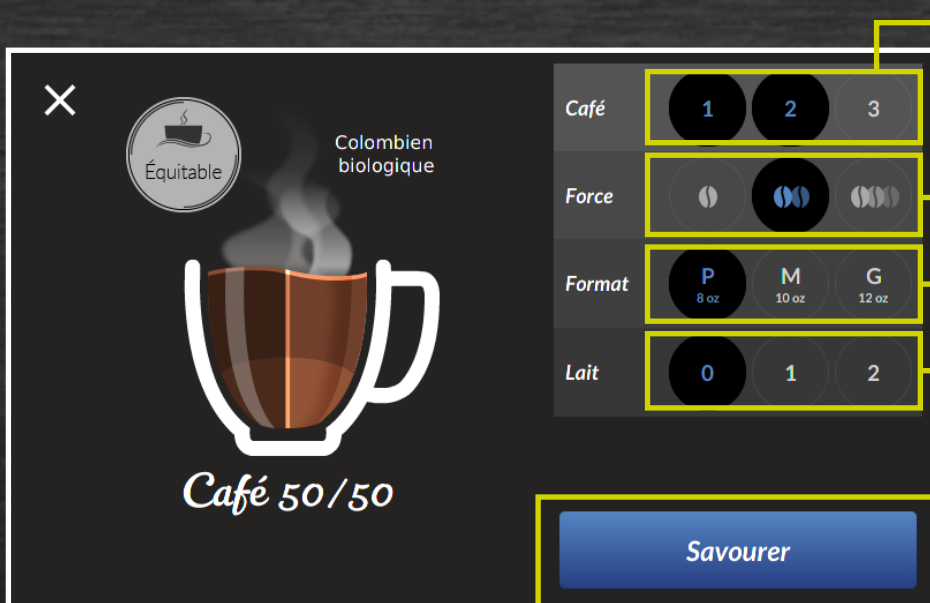 Équitable
Colombien
biologique
Café 50/50
Café
1 2 3
Force
Format
P M G
8 oz 10 oz 12 oz
Lait
0 1 2
Savourer